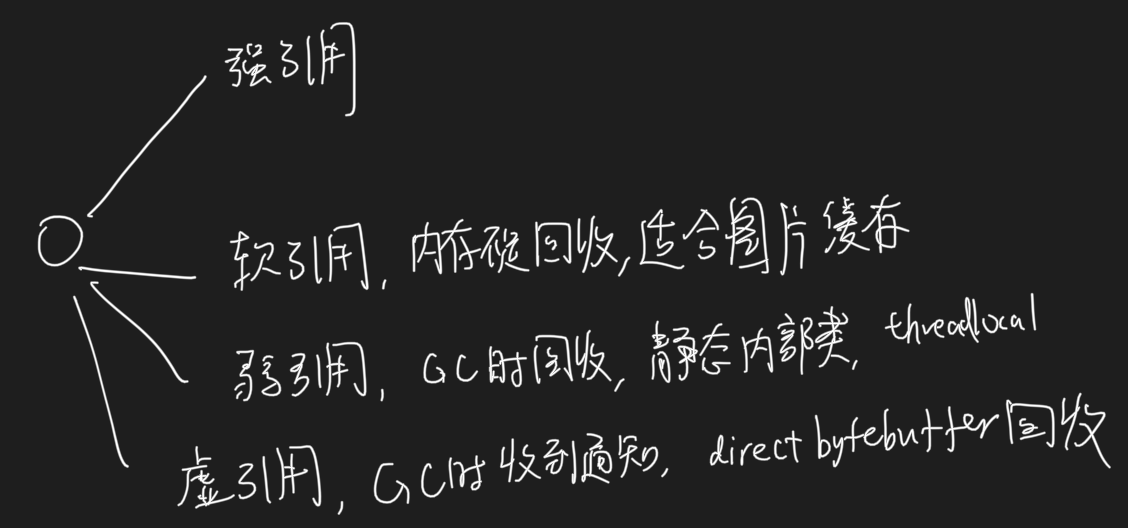 强引用
软引用, 内存 回收, 适合图片缓存
弱引用, GC时回收, 静态内部类, threadlocal
虚引用, GC时收到通知, direct bytebuffer回收